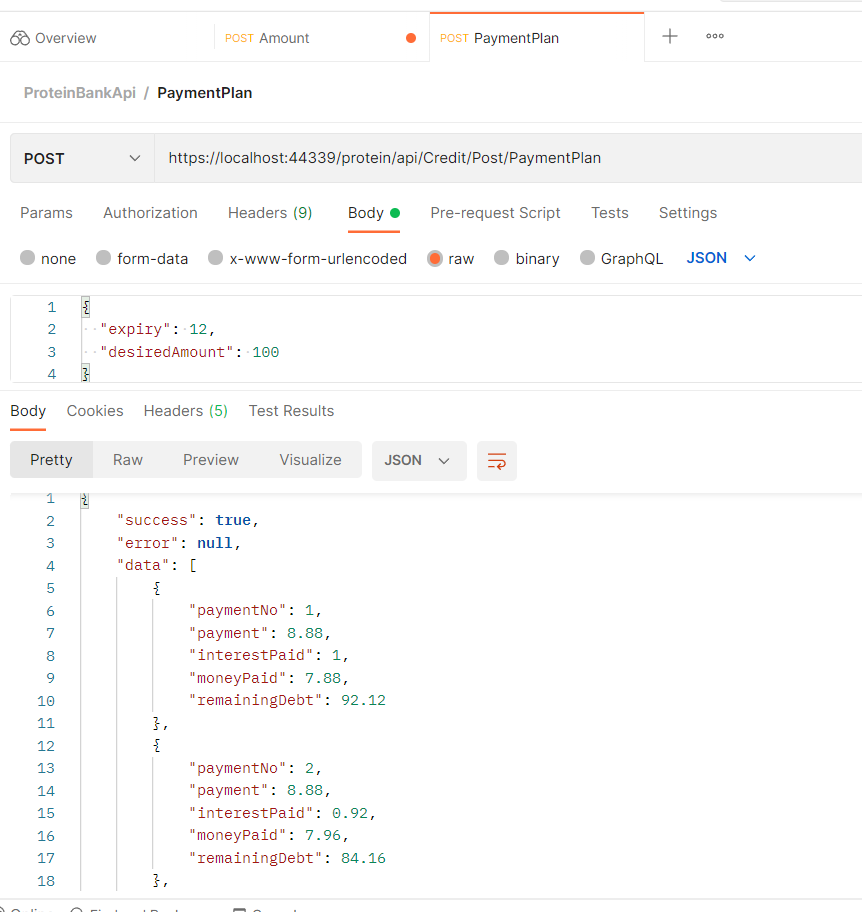 Overview
POST Amount
POST PaymentPlan
ProteinBankApi / PaymentPlan
POST
https://localhost:44339/protein/api/Credit/Post/PaymentPlan
Params Authorization Headers (9) Body Pre-request Script Tests Settings
none form-data x-www-form-urlencoded raw binary GraphQL JSON
1 {
2 "expiry": 12,
3 "desiredAmount": 100
4 }
Body Cookies Headers (5) Test Results
Pretty Raw Preview Visualize JSON
1 {
2 "success": true,
3 "error": null,
4 "data": [
5 {
6 "paymentNo": 1,
7 "payment": 8.88,
8 "interestPaid": 1,
9 "moneyPaid": 7.88,
10 "remainingDebt": 92.12
11 },
12 {
13 "paymentNo": 2,
14 "payment": 8.88,
15 "interestPaid": 0.92,
16 "moneyPaid": 7.96,
17 "remainingDebt": 84.16
18 },